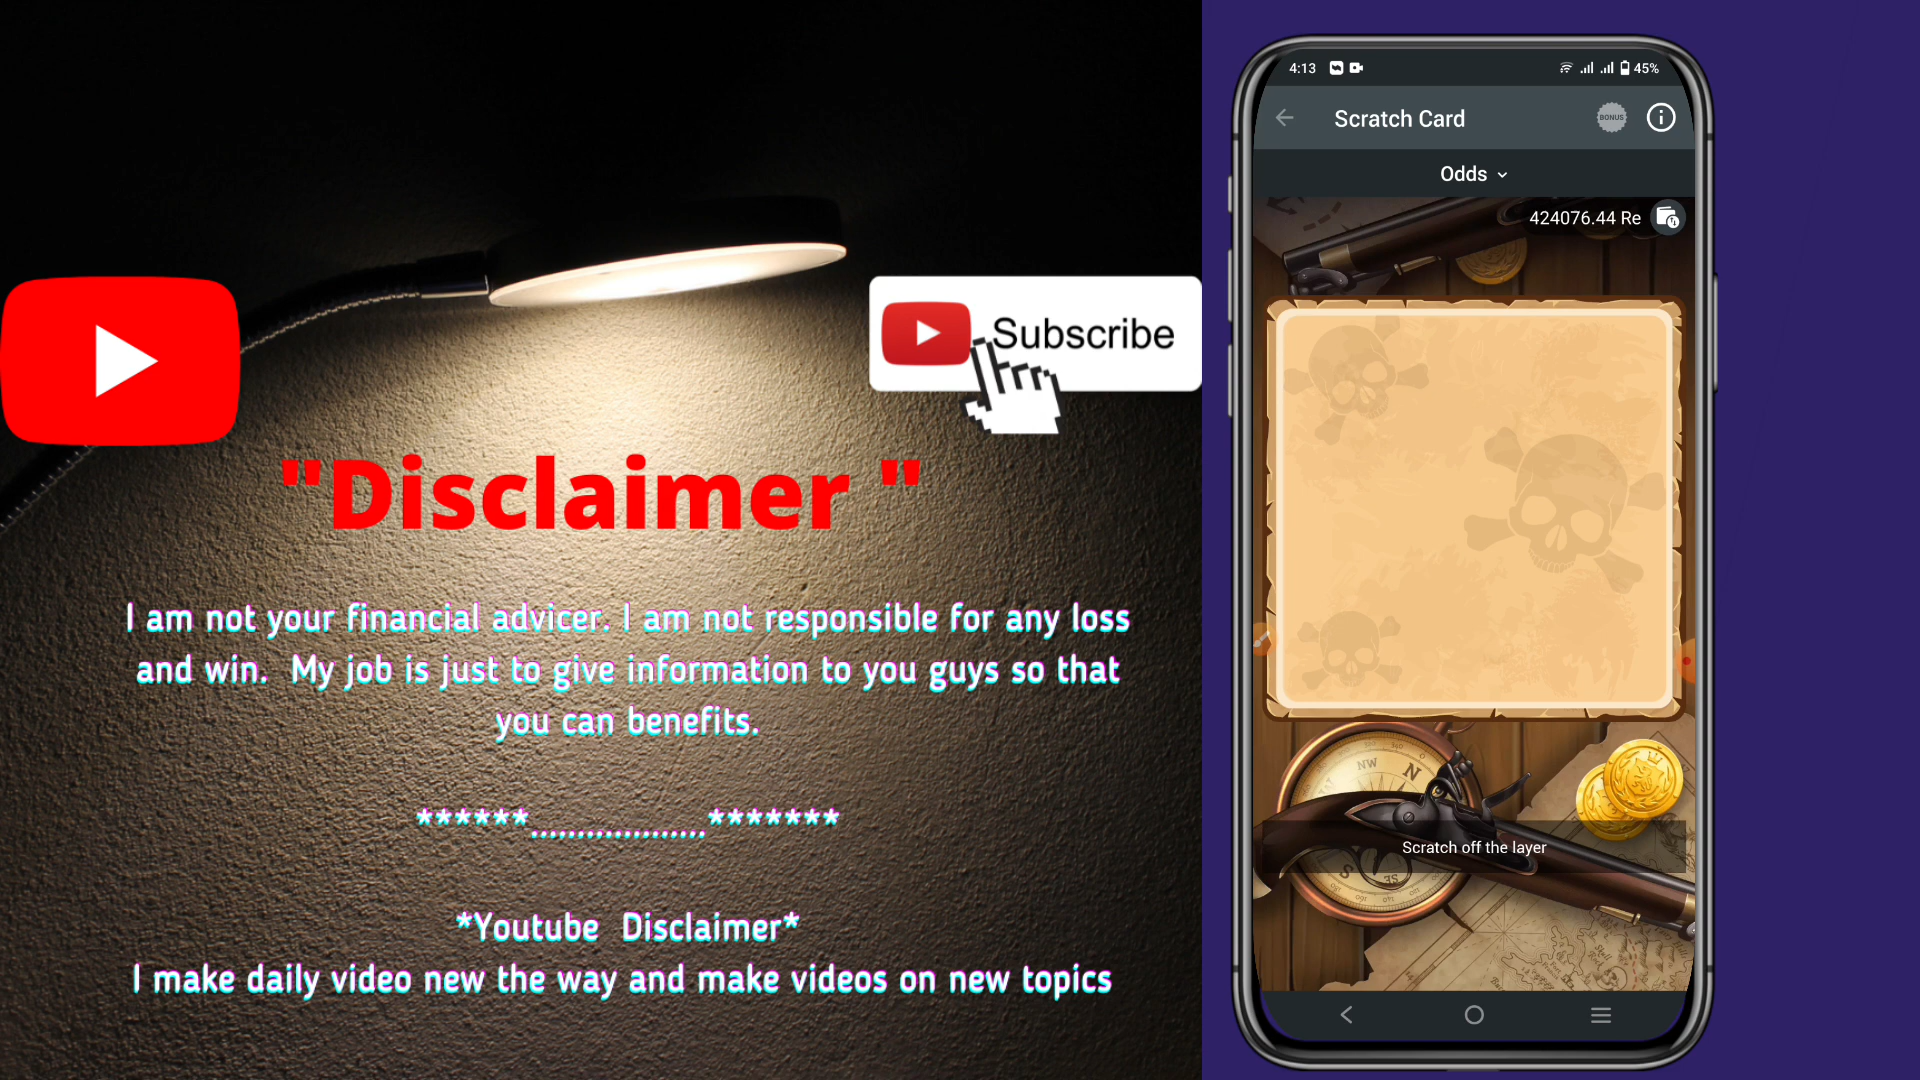 Subscribe
"Disclaimer "
I am not your financial advicer. I am not responsible for any loss
and win. My job is just to give information to you guys so that
you can benefits.
******...................*******
*Youtube Disclaimer*
I make daily video new the way and make videos on new topics
4:13
45%
Scratch Card
BONUS
Odds
424076.44 Re
NW
N
Scratch off the layer
S
SE